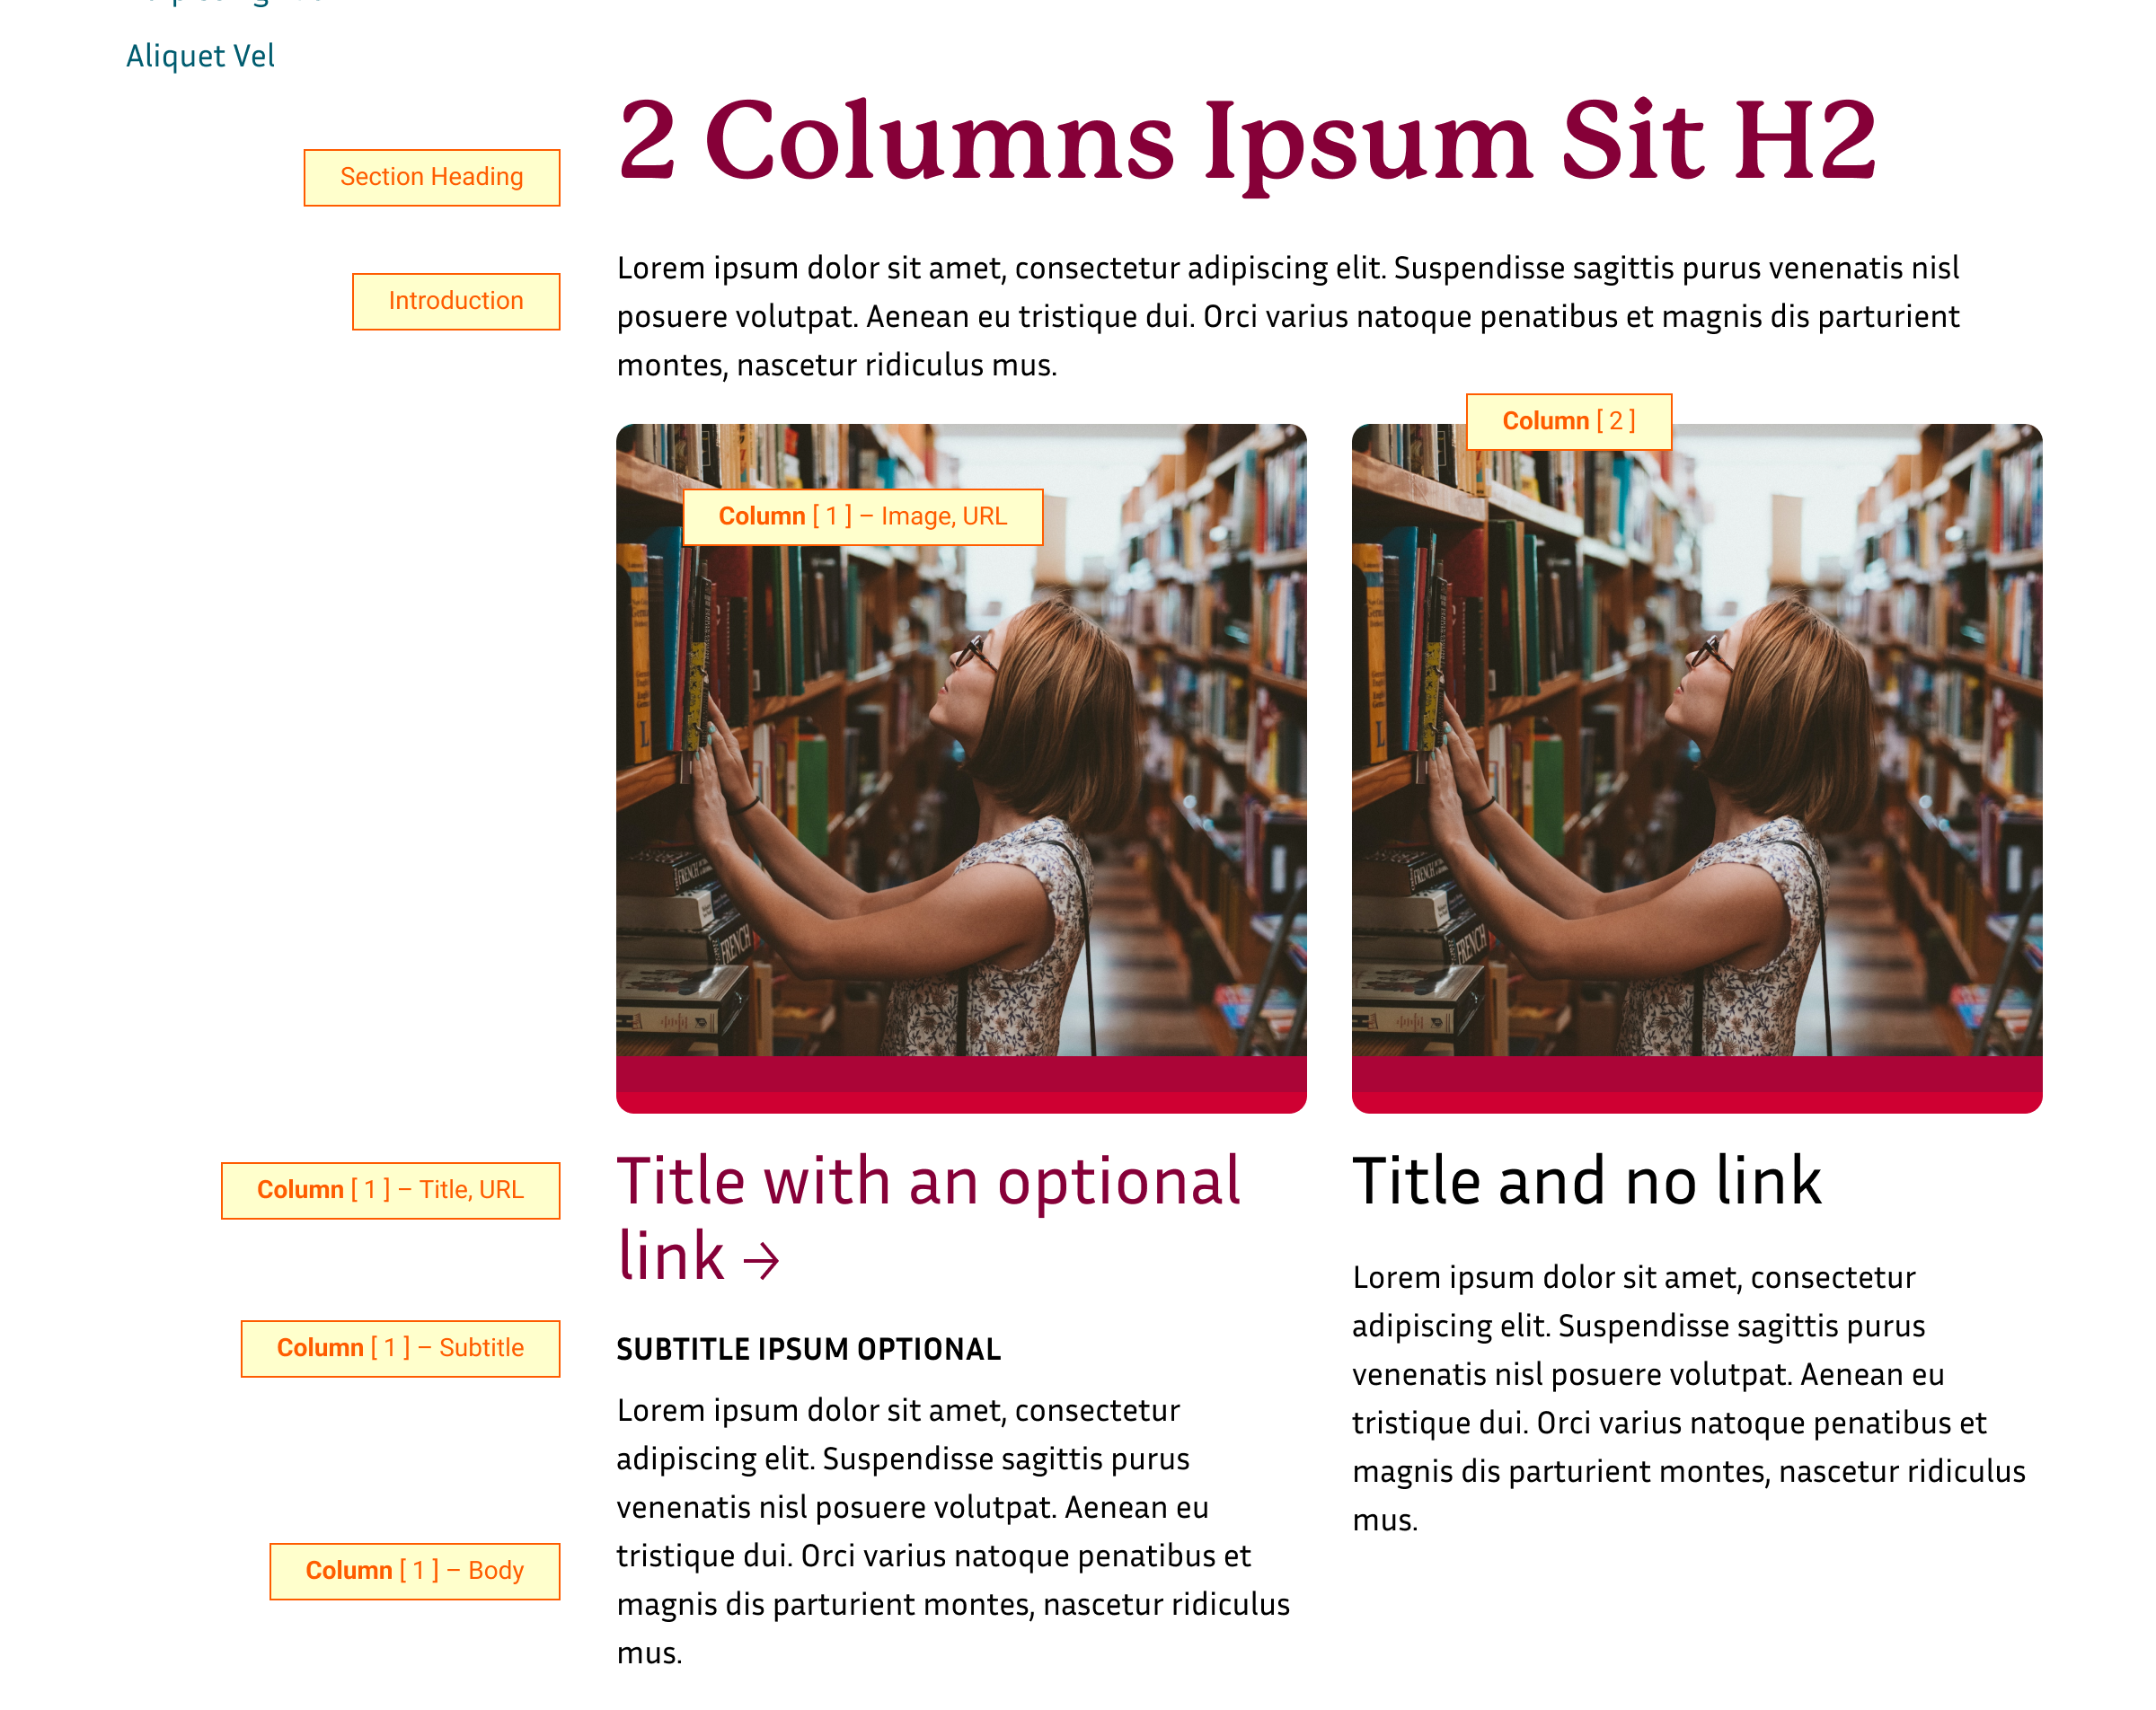 Aliquet Vel
2 Columns Ipsum Sit H2
Section Heading
Lorem ipsum dolor sit amet, consectetur adipiscing elit. Suspendisse sagittis purus venenatis nisl
Introduction
posuere volutpat. Aenean eu tristique dui. Orci varius natoque penatibus et magnis dis parturient
montes, nascetur ridiculus mus.
Column [ 2 ]
Column [ 1 ] – Image, URL
FRENCH
FRENCH
FRENCH
FRENCH
Column [ 1 ] – Title, URL
Title with an optional
link →
Column [ 1 ] – Subtitle
SUBTITLE IPSUM OPTIONAL
Lorem ipsum dolor sit amet, consectetur
adipiscing elit. Suspendisse sagittis purus
venenatis nisl posuere volutpat. Aenean eu
Column [ 1 ] – Body
tristique dui. Orci varius natoque penatibus et
magnis dis parturient montes, nascetur ridiculus
mus.
Title and no link
Lorem ipsum dolor sit amet, consectetur
adipiscing elit. Suspendisse sagittis purus
venenatis nisl posuere volutpat. Aenean eu
tristique dui. Orci varius natoque penatibus et
magnis dis parturient montes, nascetur ridiculus
mus.